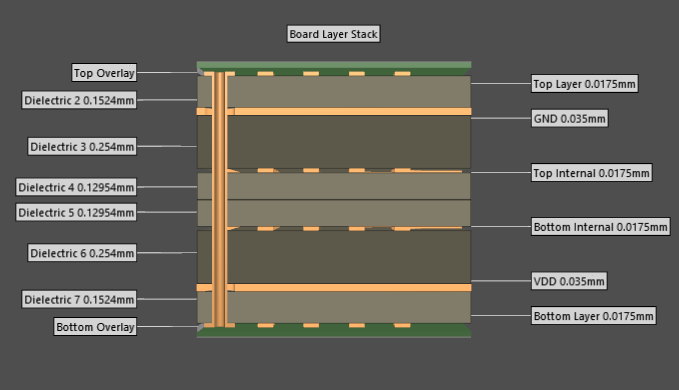 Board Layer Stack
Top Overlay
Dielectric 2 0.1524mm
Dielectric 3 0.254mm
Dielectric 4 0.12954mm
Dielectric 5 0.12954mm
Dielectric 6 0.254mm
Dielectric 7 0.1524mm
Bottom Overlay
Top Layer 0.0175mm
GND 0.035mm
Top Internal 0.0175mm
Bottom Internal 0.0175mm
VDD 0.035mm
Bottom Layer 0.0175mm